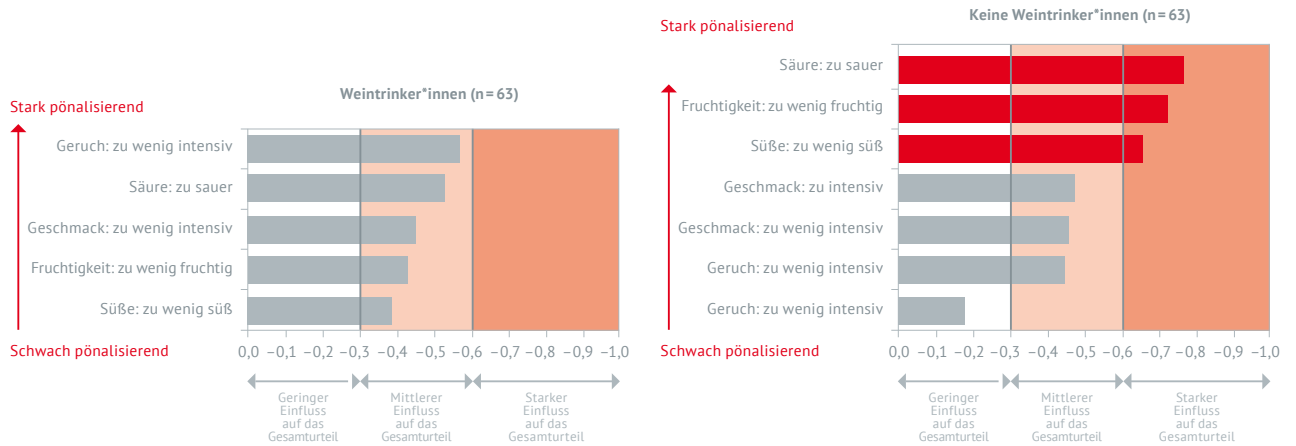 Weintrinker*innen (n = 63)
Stark pönalisierend
Geruch: zu wenig intensiv
Säure: zu sauer
Geschmack: zu wenig intensiv
Fruchtigkeit: zu wenig fruchtig
Süße: zu wenig süß
Schwach pönalisierend
0,0 –0,1 –0,2 –0,3 –0,4 –0,5 –0,6 –0,7 –0,8 –0,9 –1,0
Geringer
Einfluss
auf das
Gesamturteil
Mittlerer
Einfluss
auf das
Gesamturteil
Starker
Einfluss
auf das
Gesamturteil
Keine Weintrinker*innen (n = 63)
Stark pönalisierend
Säure: zu sauer
Fruchtigkeit: zu wenig fruchtig
Süße: zu wenig süß
Geschmack: zu intensiv
Geschmack: zu wenig intensiv
Geruch: zu wenig intensiv
Geruch: zu wenig intensiv
Schwach pönalisierend
0,0 –0,1 –0,2 –0,3 –0,4 –0,5 –0,6 –0,7 –0,8 –0,9 –1,0
Geringer
Einfluss
auf das
Gesamturteil
Mittlerer
Einfluss
auf das
Gesamturteil
Starker
Einfluss
auf das
Gesamturteil